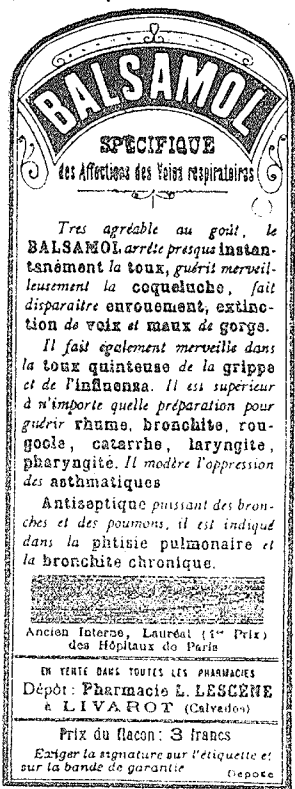 BALSAMOL
SPÉCIFIQUE
des Affections des Voies respiratoires
Tres agréable au goût, le
BALSAMOL arrête presque instan-
tanément la toux, guérit merveil-
leusement la coqueluche, fait
disparaitre enrouement, extinc-
tion de voix et maux de gorge.
Il fait également merveille dans
la toux quinteuse de la grippe
et de l'influenza. Il est supérieur
à n'importe quelle préparation pour
guérir rhume, bronchite, rou-
geole, catarrhe, laryngite,
pharyngite. Il modère l'oppression
des asthmatiques
Antiseptique puissant des bron-
ches et des poumons, il est indiqué
dans la phtisie pulmonaire et
la bronchite chronique.
Ancien Interne, Lauréat (1er Prix)
des Hôpitaux de Paris
EN VENTE DANS TOUTES LES PHARMACIES
Dépôt: Pharmacie L. LESCÈNE
à LIVAROT (Calvados)
Prix du flacon: 3 francs
Exiger la signature sur l'étiquette et
sur la bande de garantie
Déposé